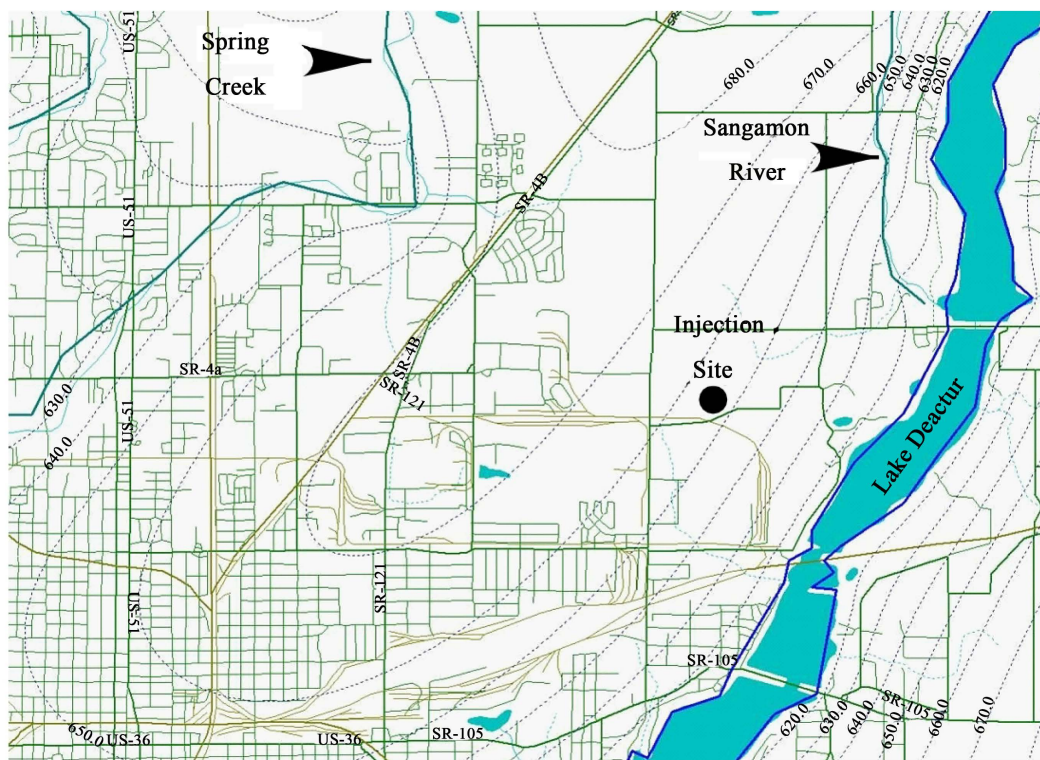 US-51
SR-4B
Spring
Creek
680.0
670.0
660.0
650.0
640.0
630.0
620.0
Sangamon
River
US-51
SR-4B
Injection
Site
SR-4a
SR-4B
SR-121
630.0
US-51
640.0
Lake Deactur
US-51
SR-121
SR-105
SR-105
650.0
US-36
US-36
SR-105
620.0
630.0
640.0
650.0
660.0
670.0